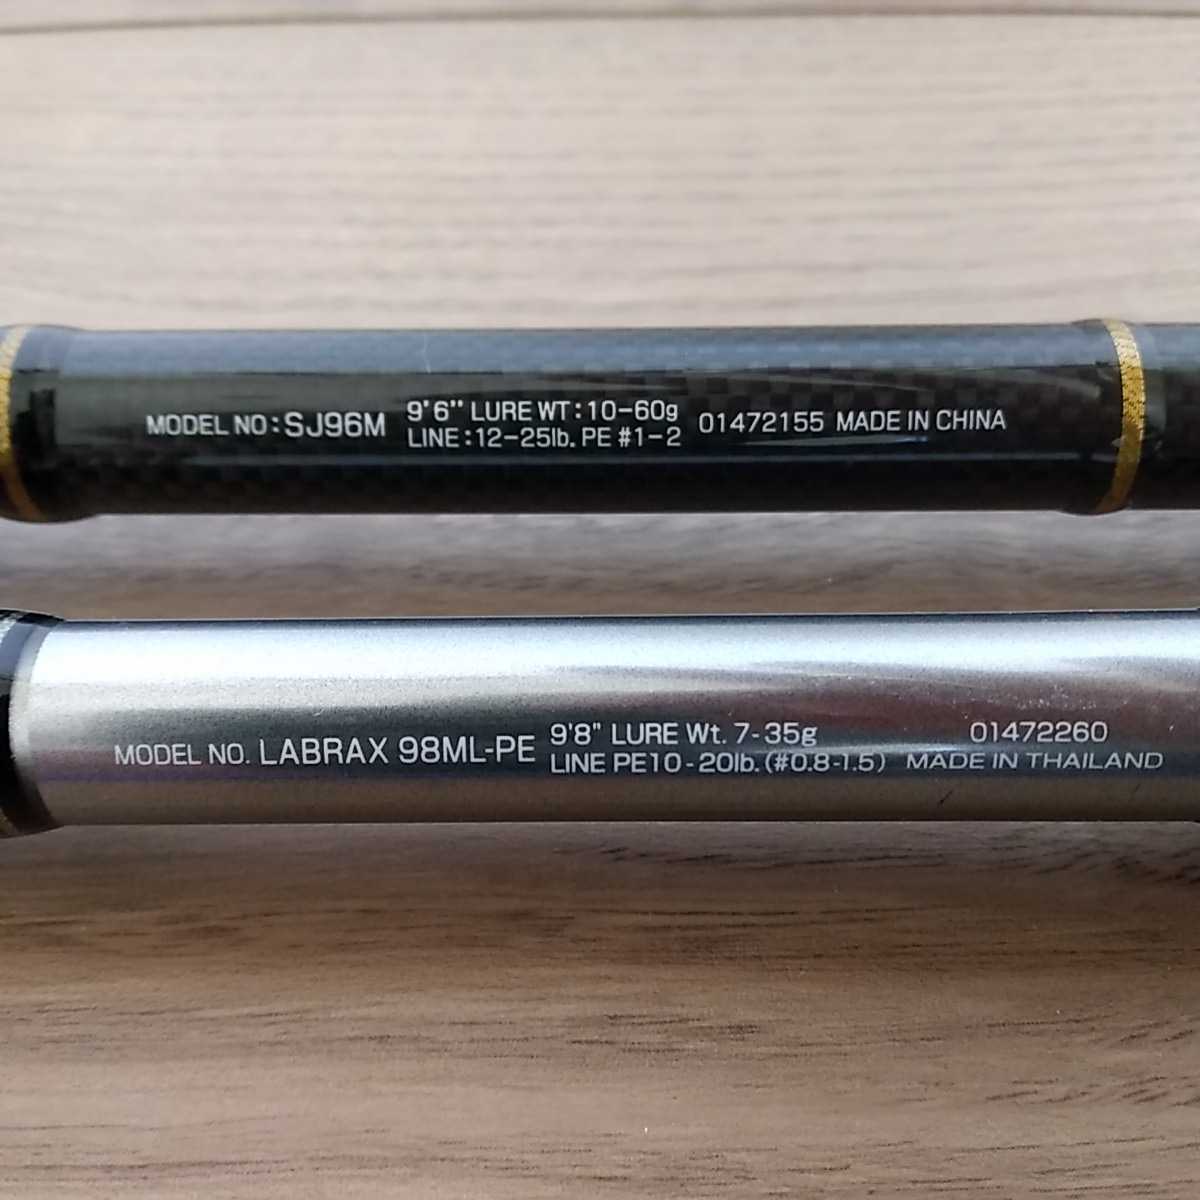 MODEL NO:SJ96M 9'6" LURE WT:10-60g 01472155 MADE IN CHINA
LINE:12-25lb. PE #1-2
MODEL NO. LABRAX 98ML-PE 9'8" LURE Wt. 7-35g 01472260
LINE PE10-20lb.(#0.8-1.5) MADE IN THAILAND